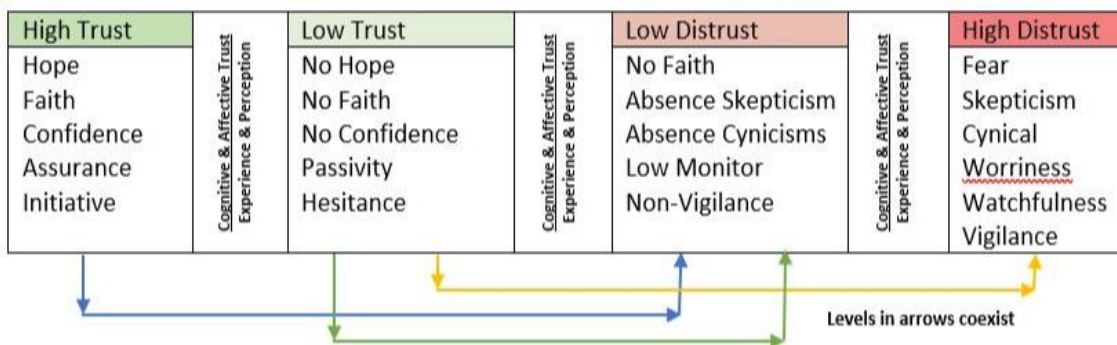 High Trust
Hope
Faith
Confidence
Assurance
Initiative
Cognitive & Affective Trust
Experience & Perception
Low Trust
No Hope
No Faith
No Confidence
Passivity
Hesitance
Cognitive & Affective Trust
Experience & Perception
Low Distrust
No Faith
Absence Skepticism
Absence Cynicisms
Low Monitor
Non-Vigilance
Cognitive & Affective Trust
Experience & Perception
High Distrust
Fear
Skepticism
Cynical
Worriness
Watchfulness
Vigilance
Levels in arrows coexist